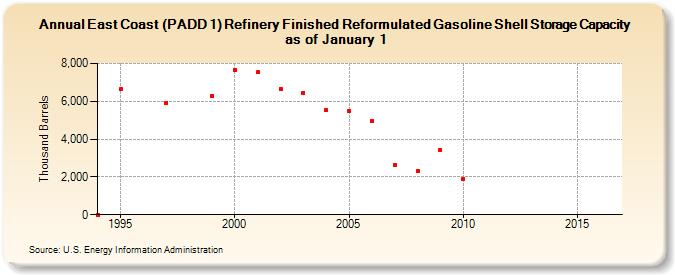 Annual East Coast (PADD 1) Refinery Finished Reformulated Gasoline Shell Storage Capacity
as of January 1
Thousand Barrels
8,000
6,000
4,000
2,000
0
1995 2000 2005 2010 2015
Source: U.S. Energy Information Administration